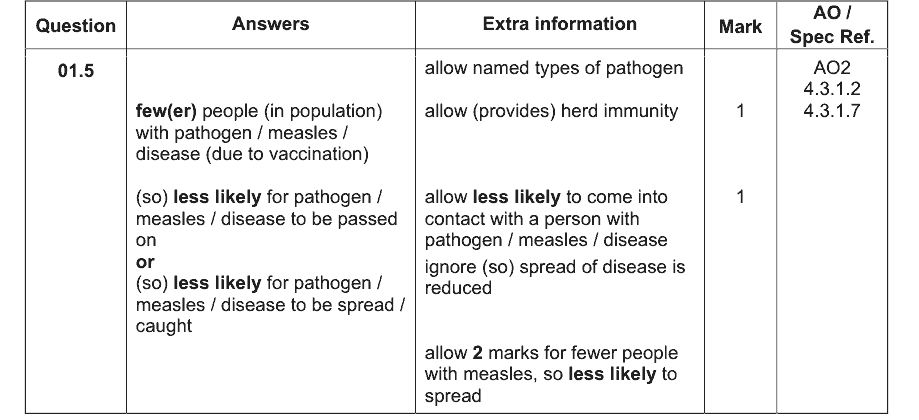 Question
Answers
Extra information
Mark
AO /
Spec Ref.
01.5
allow named types of pathogen
AO2
4.3.1.2
few(er) people (in population)
with pathogen / measles /
disease (due to vaccination)
allow (provides) herd immunity
1
4.3.1.7
(so) less likely for pathogen /
measles / disease to be passed
on
or
(so) less likely for pathogen /
measles / disease to be spread /
caught
allow less likely to come into
contact with a person with
pathogen / measles / disease
ignore (so) spread of disease is
reduced
1
allow 2 marks for fewer people
with measles, so less likely to
spread